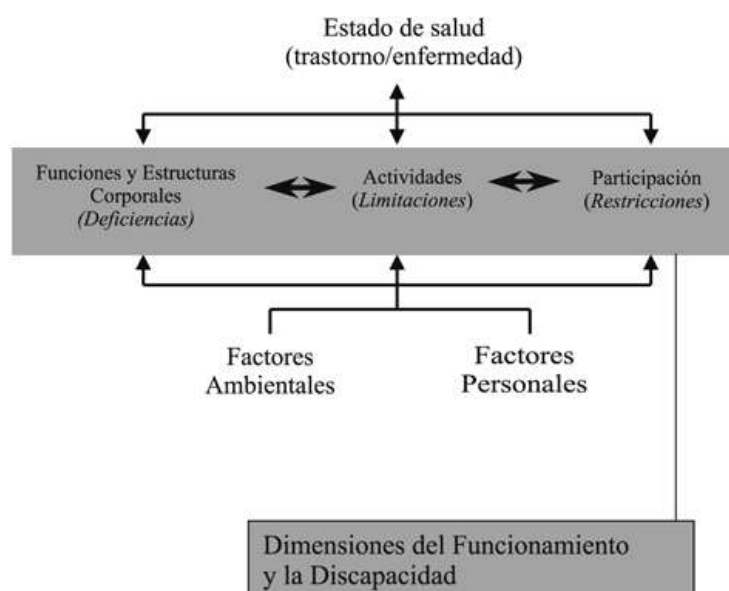 Estado de salud
(trastorno/enfermedad)
Funciones y Estructuras
Corporales
(Deficiencias)
Actividades
(Limitaciones)
Participación
(Restricciones)
Factores
Ambientales
Factores
Personales
Dimensiones del Funcionamiento
y la Discapacidad